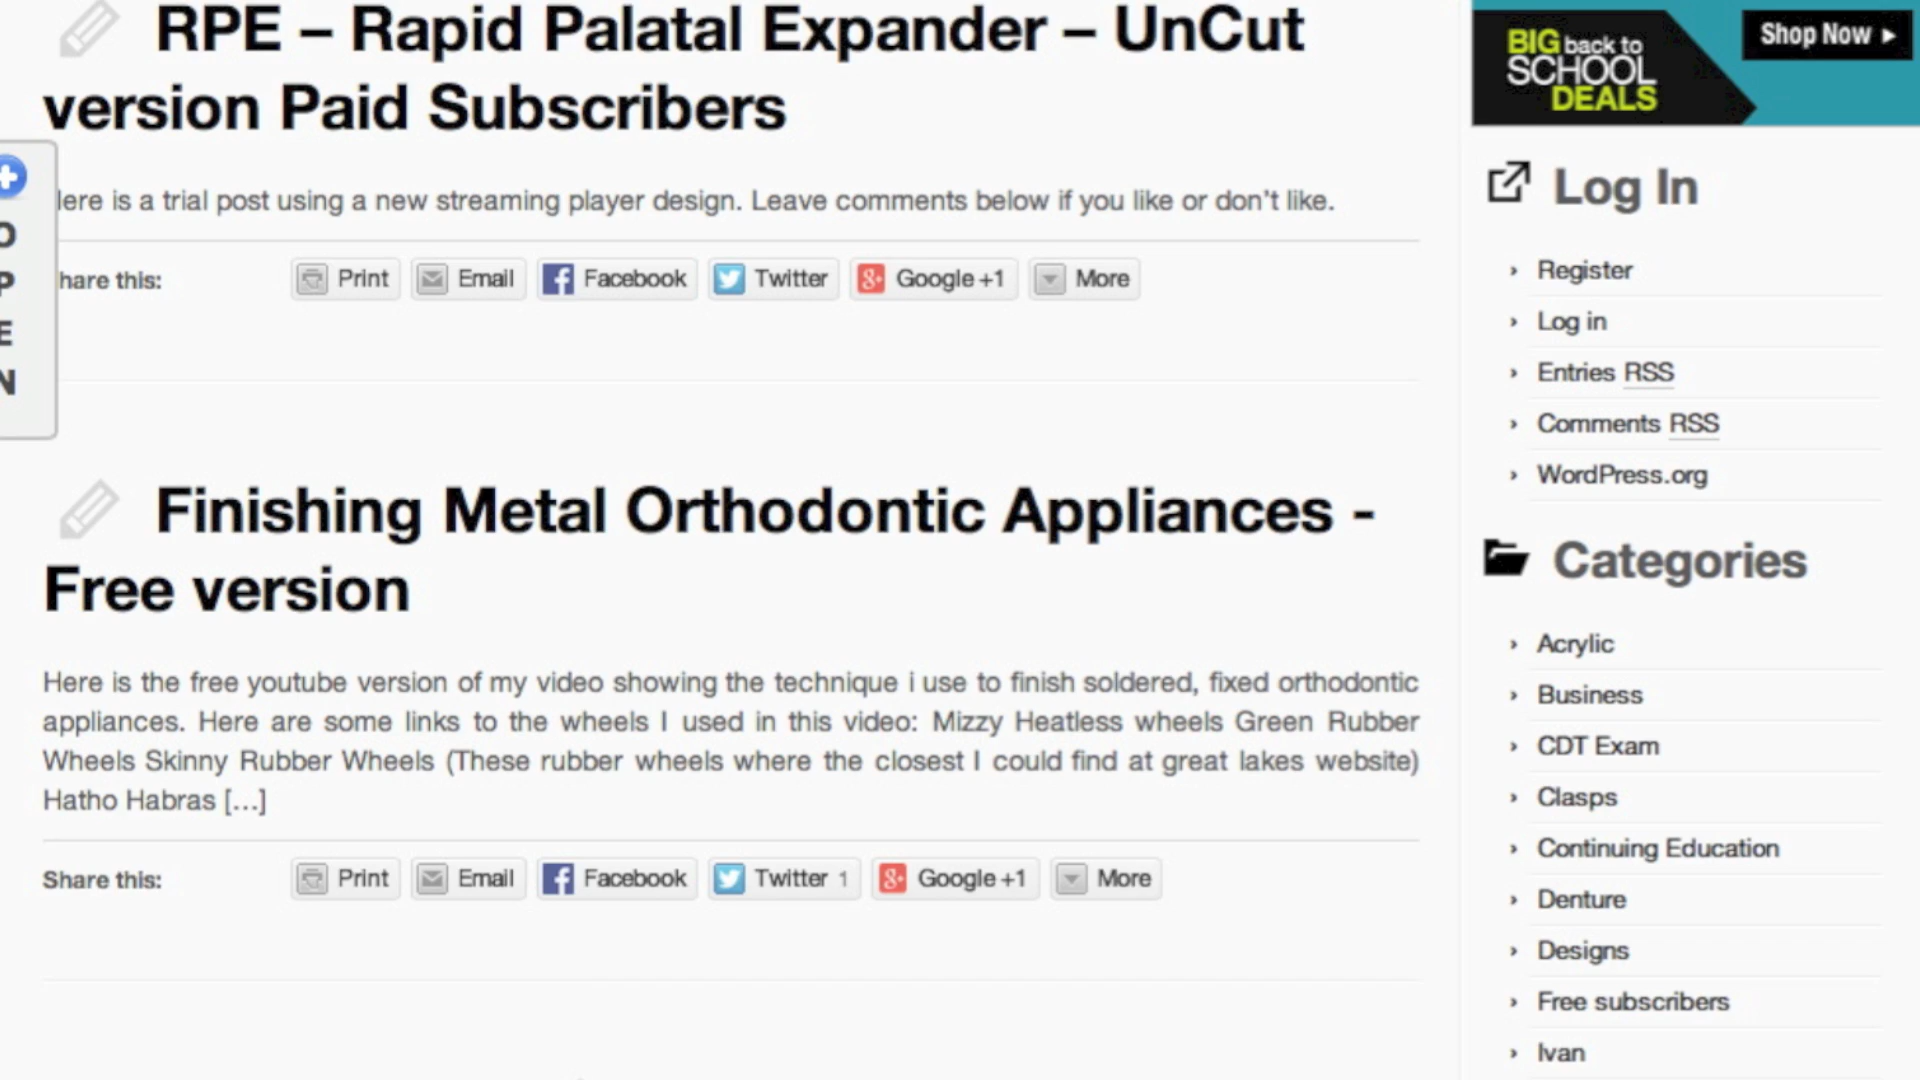 RPE – Rapid Palatal Expander – UnCut
version Paid Subscribers
ere is a trial post using a new streaming player design. Leave comments below if you like or don't like.
hare this:
Print
Email
Facebook
Twitter
Google +1
More
O
P
E
N
Finishing Metal Orthodontic Appliances -
Free version
Here is the free youtube version of my video showing the technique i use to finish soldered, fixed orthodontic
appliances. Here are some links to the wheels I used in this video: Mizzy Heatless wheels Green Rubber
Wheels Skinny Rubber Wheels (These rubber wheels where the closest I could find at great lakes website)
Hatho Habras [...]
Share this:
Print
Email
Facebook
Twitter 1
Google +1
More
BIG back to
SCHOOL
DEALS
Shop Now
Log In
Register
Log in
Entries RSS
Comments RSS
WordPress.org
Categories
Acrylic
Business
CDT Exam
Clasps
Continuing Education
Denture
Designs
Free subscribers
Ivan